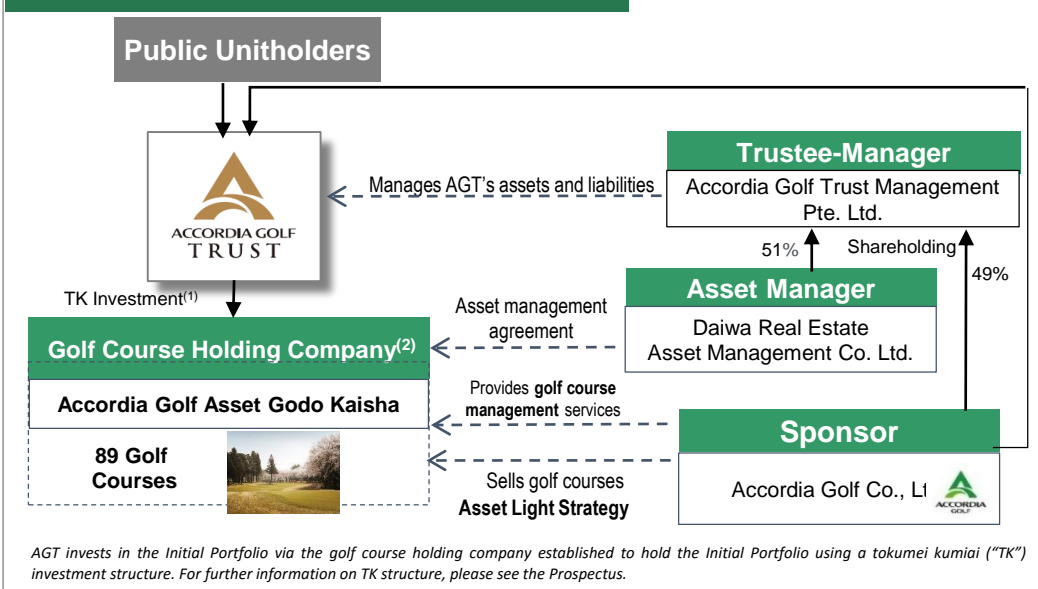 Public Unitholders
ACCORDIA GOLF
TRUST
Manages AGT's assets and liabilities
Trustee-Manager
Accordia Golf Trust Management
Pte. Ltd.
51%
Shareholding
49%
TK Investment(1)
Asset management
agreement
Asset Manager
Daiwa Real Estate
Asset Management Co. Ltd.
Golf Course Holding Company(2)
Accordia Golf Asset Godo Kaisha
89 Golf
Courses
Provides golf course
management services
Sells golf courses
Asset Light Strategy
Sponsor
Accordia Golf Co., Lt
ACCORDIA
GOLF
AGT invests in the Initial Portfolio via the golf course holding company established to hold the Initial Portfolio using a tokumei kumiai (“TK”)
investment structure. For further information on TK structure, please see the Prospectus.